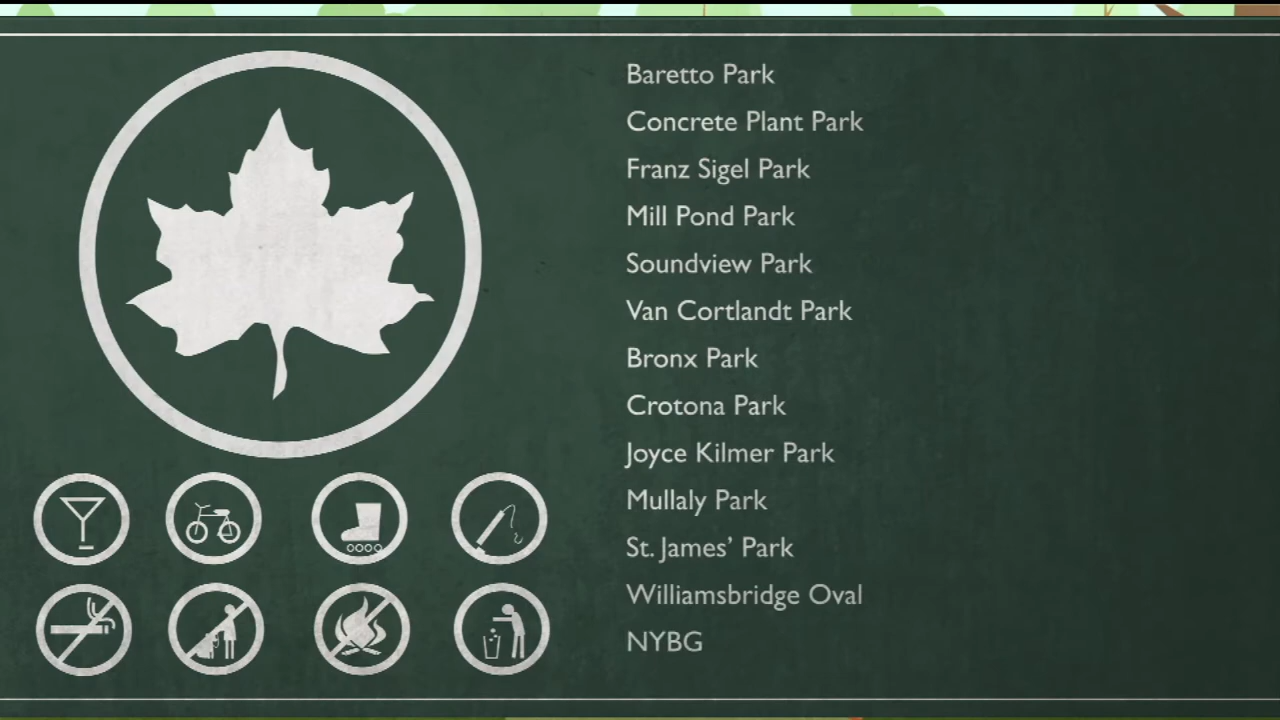 Baretto Park
Concrete Plant Park
Franz Sigel Park
Mill Pond Park
Soundview Park
Van Cortlandt Park
Bronx Park
Crotona Park
Joyce Kilmer Park
Mullaly Park
St. James’ Park
Williamsbridge Oval
NYBG